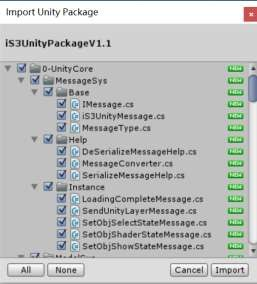 Import Unity Package
iS3UnityPackageV1.1
0-UnityCore NEW
MessageSys NEW
Base NEW
IMessage.cs NEW
iS3UnityMessage.cs NEW
MessageType.cs NEW
Help NEW
DeSerializeMessageHelp.cs NEW
MessageConverter.cs NEW
SerializeMessageHelp.cs NEW
Instance NEW
LoadingCompleteMessage.cs NEW
SendUnityLayerMessage.cs NEW
SetObjSelectStateMessage.cs NEW
SetObjShaderStateMessage.cs NEW
SetObjShowStateMessage.cs NEW
All None Cancel Import